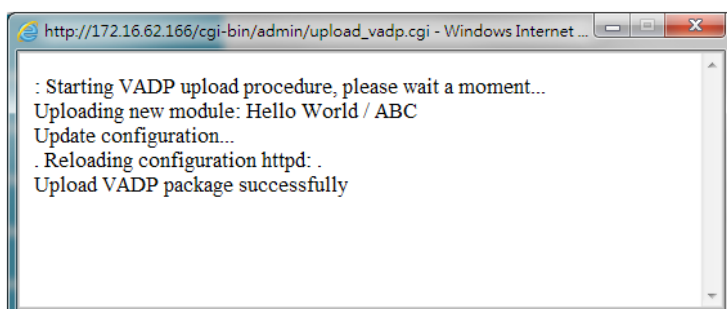 http://172.16.62.166/cgi-bin/admin/upload_vadp.cgi - Windows Internet ...
: Starting VADP upload procedure, please wait a moment...
Uploading new module: Hello World / ABC
Update configuration...
. Reloading configuration httpd: .
Upload VADP package successfully